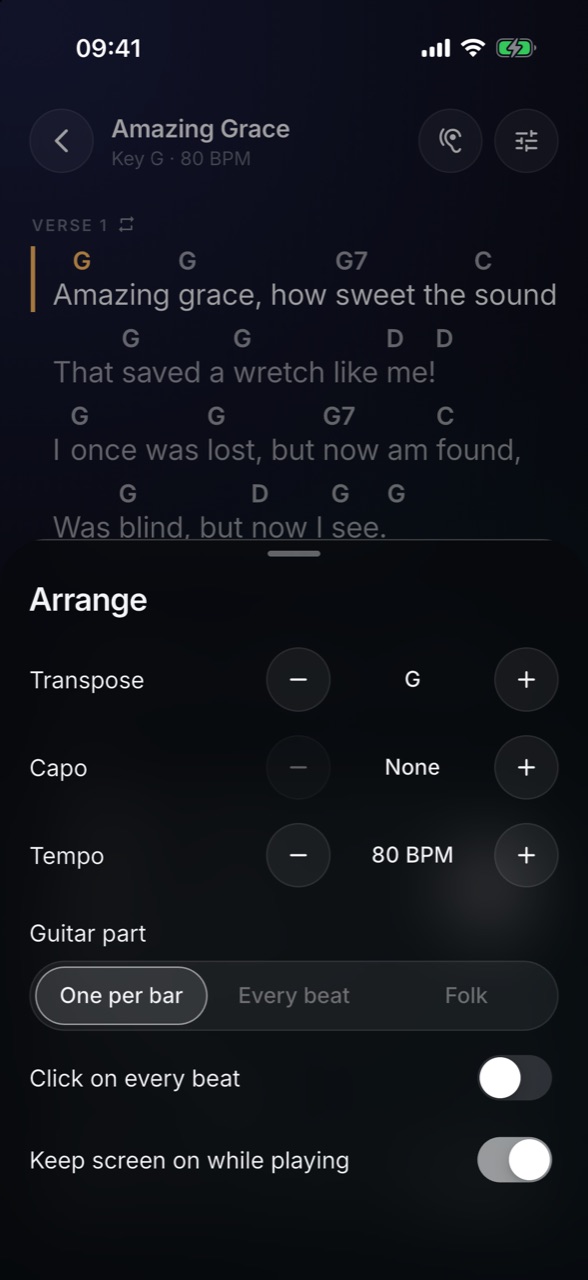 09:41
Amazing Grace
Key G · 80 BPM
VERSE 1
G G G7 C
Amazing grace, how sweet the sound
G G D D
That saved a wretch like me!
G G G7 C
I once was lost, but now am found,
G D G G
Was blind, but now I see.
Arrange
Transpose − G +
Capo − None +
Tempo − 80 BPM +
Guitar part
One per bar Every beat Folk
Click on every beat
Keep screen on while playing